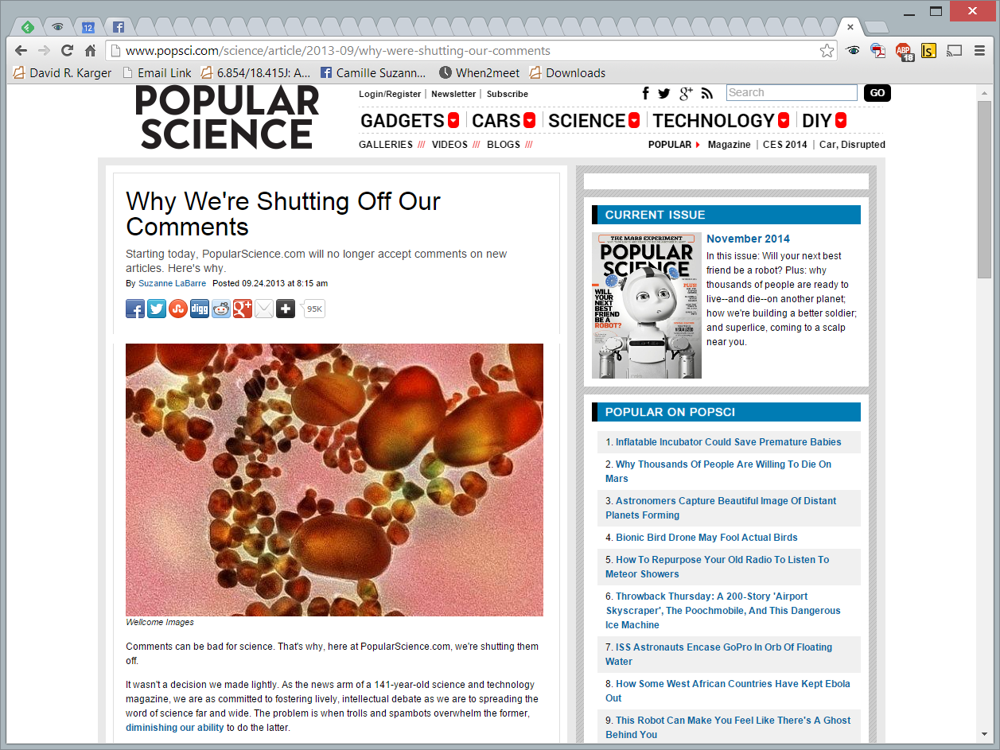 12
www.popsci.com/science/article/2013-09/why-were-shutting-our-comments
ABP
18
David R. Karger
Email Link
6.854/18.415J: A...
Camille Suzann...
When2meet
Downloads
POPULAR
SCIENCE
Login/Register | Newsletter | Subscribe
Search
GO
GADGETS
CARS
SCIENCE
TECHNOLOGY
DIY
GALLERIES /// VIDEOS /// BLOGS ///
POPULAR Magazine | CES 2014 | Car, Disrupted
Why We're Shutting Off Our
Comments
Starting today, PopularScience.com will no longer accept comments on new
articles. Here's why.
By Suzanne LaBarre Posted 09.24.2013 at 8:15 am
digg
95K
Wellcome Images
Comments can be bad for science. That's why, here at PopularScience.com, we're shutting them
off.
It wasn't a decision we made lightly. As the news arm of a 141-year-old science and technology
magazine, we are as committed to fostering lively, intellectual debate as we are to spreading the
word of science far and wide. The problem is when trolls and spambots overwhelm the former,
diminishing our ability to do the latter.
CURRENT ISSUE
THE MARS EXPERIMENT
POPULAR
SCIENCE
WILL
YOUR
NEXT
BEST
FRIEND
BE A
ROBOT?
November 2014
In this issue: Will your next best
friend be a robot? Plus: why
thousands of people are ready to
live--and die--on another planet;
how we're building a better soldier;
and superlice, coming to a scalp
near you.
POPULAR ON POPSCI
1. Inflatable Incubator Could Save Premature Babies
2. Why Thousands Of People Are Willing To Die On
Mars
3. Astronomers Capture Beautiful Image Of Distant
Planets Forming
4. Bionic Bird Drone May Fool Actual Birds
5. How To Repurpose Your Old Radio To Listen To
Meteor Showers
6. Throwback Thursday: A 200-Story 'Airport
Skyscraper', The Poochmobile, And This Dangerous
Ice Machine
7. ISS Astronauts Encase GoPro In Orb Of Floating
Water
8. How Some West African Countries Have Kept Ebola
Out
9. This Robot Can Make You Feel Like There's A Ghost
Behind You